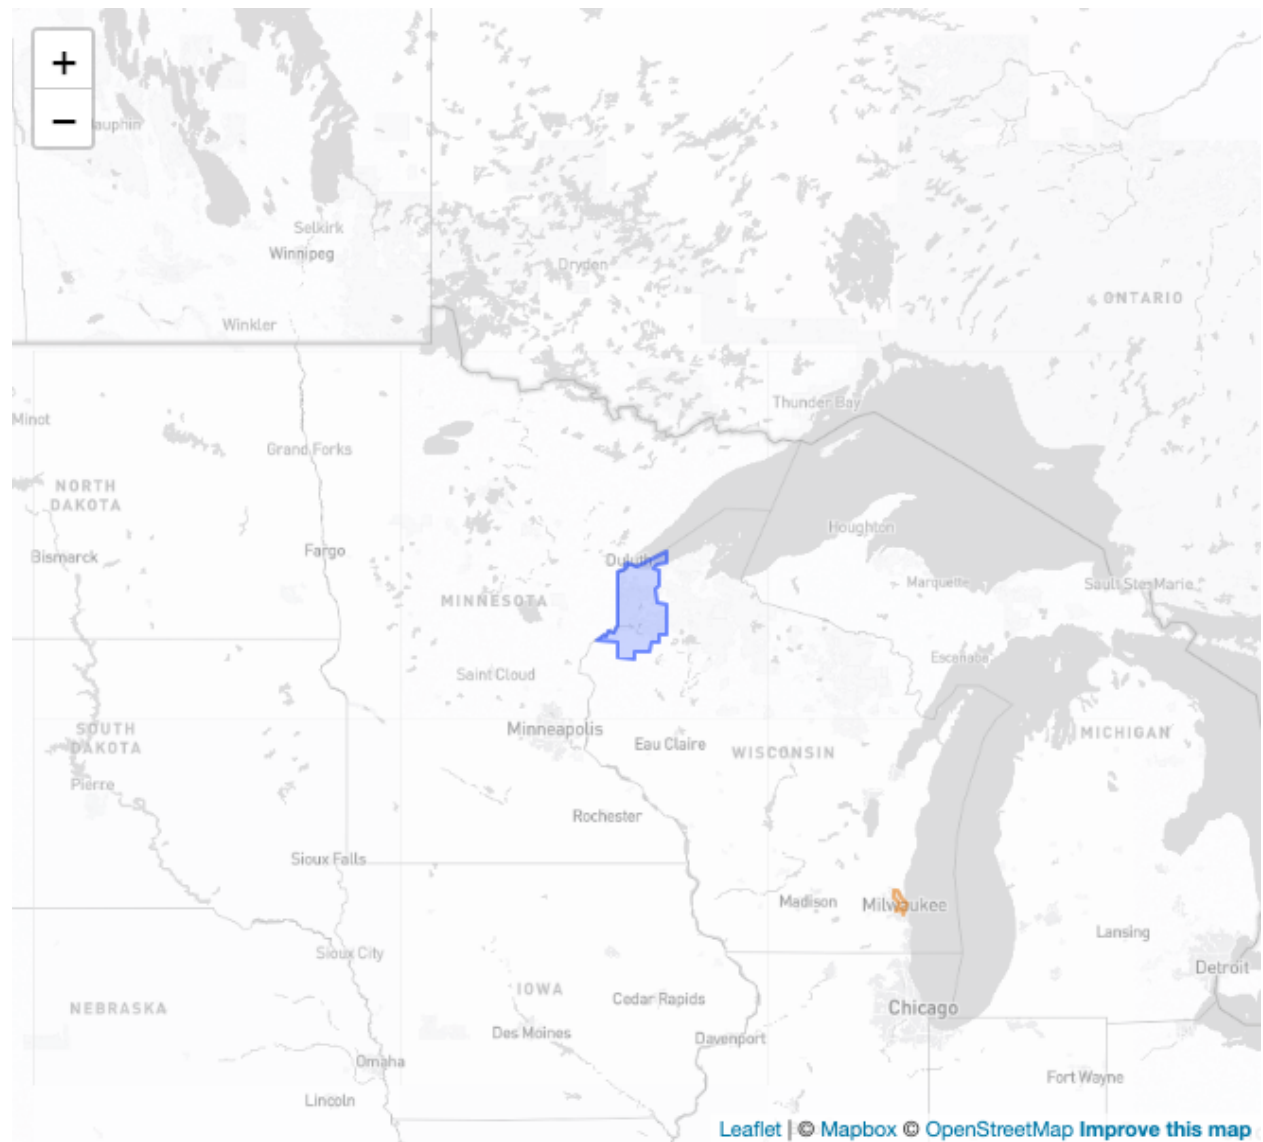 +
−
auphin
Selkirk
Winnipeg
Dryden
ONTARIO
Winkler
Thunder Bay
Minot
Grand Forks
NORTH
DAKOTA
Houghton
Bismarck
Fargo
Duluth
Marquette
Sault Ste. Marie
MINNESOTA
Escanaba
Saint Cloud
Minneapolis
SOUTH
DAKOTA
MICHIGAN
Eau Claire
WISCONSIN
Pierre
Rochester
Sioux Falls
Madison
Milwaukee
Lansing
Sioux City
Detroit
IOWA
Cedar Rapids
NEBRASKA
Chicago
Des Moines
Davenport
Omaha
Fort Wayne
Lincoln
Leaflet | © Mapbox © OpenStreetMap Improve this map